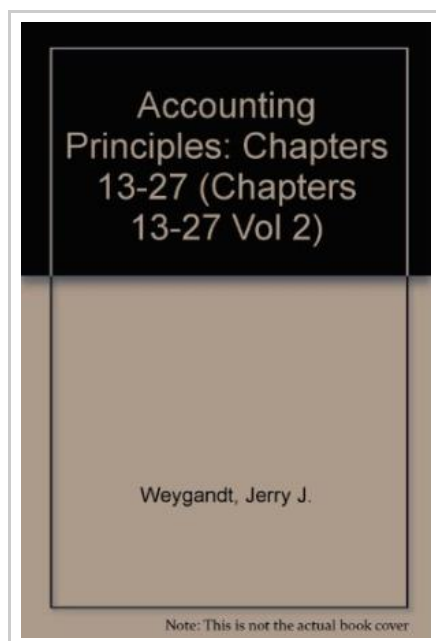 Accounting
Principles: Chapters
13-27 (Chapters
13-27 Vol 2)
Weygandt, Jerry J.
Note: This is not the actual book cover